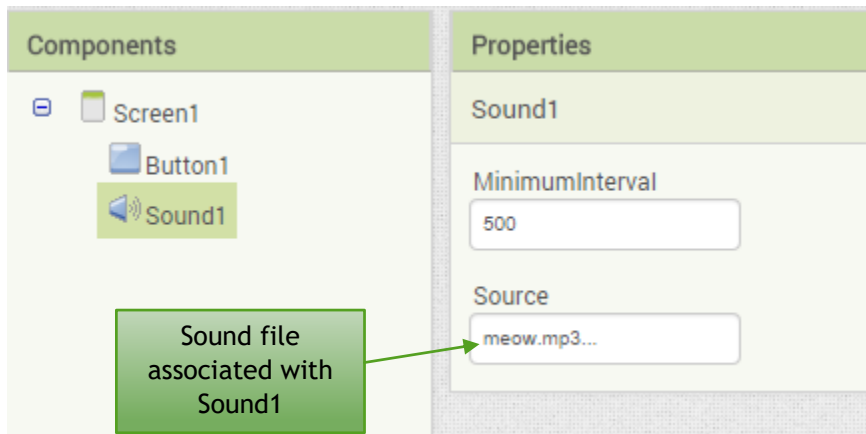 Components
Screen1
Button1
Sound1
Sound file
associated with
Sound1
Properties
Sound1
MinimumInterval
500
Source
meow.mp3...